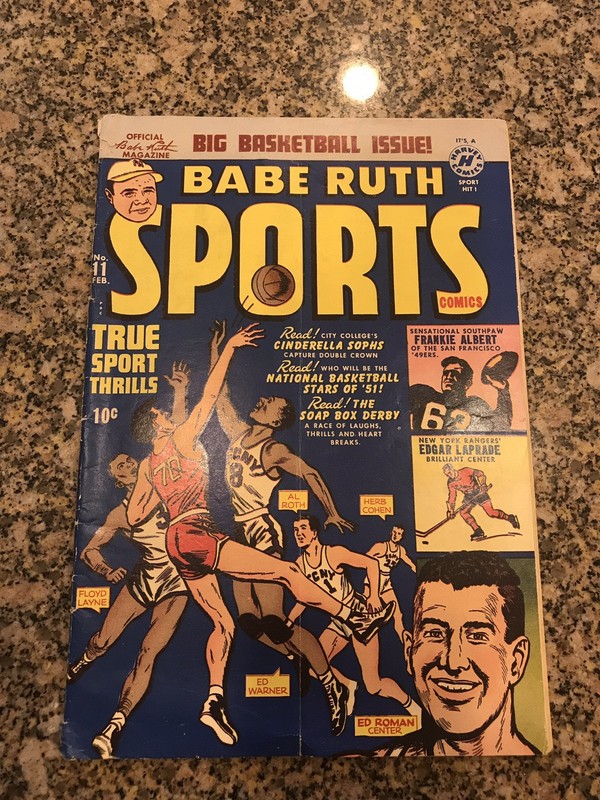 OFFICIAL
Babe Ruth
MAGAZINE
BIG BASKETBALL ISSUE!
IT'S, A
HARVEY
H
COMICS
SPORT
HIT!
BABE RUTH
SPORTS
COMICS
No.
11
FEB.
TRUE
SPORT
THRILLS
10¢
Read! CITY COLLEGE'S
CINDERELLA SOPHS
CAPTURE DOUBLE CROWN
Read! WHO WILL BE THE
NATIONAL BASKETBALL
STARS OF '51!
Read! THE
SOAP BOX DERBY
A RACE OF LAUGHS,
THRILLS AND HEART
BREAKS.
SENSATIONAL SOUTHPAW
FRANKIE ALBERT
OF THE SAN FRANCISCO
'49ERS.
NEW YORK RANGERS'
EDGAR LAPRADE
BRILLIANT CENTER
70
CNY
8
AL
ROTH
HERB
COHEN
CCNY
1
FLOYD
LAYNE
ED
WARNER
ED ROMAN
CENTER